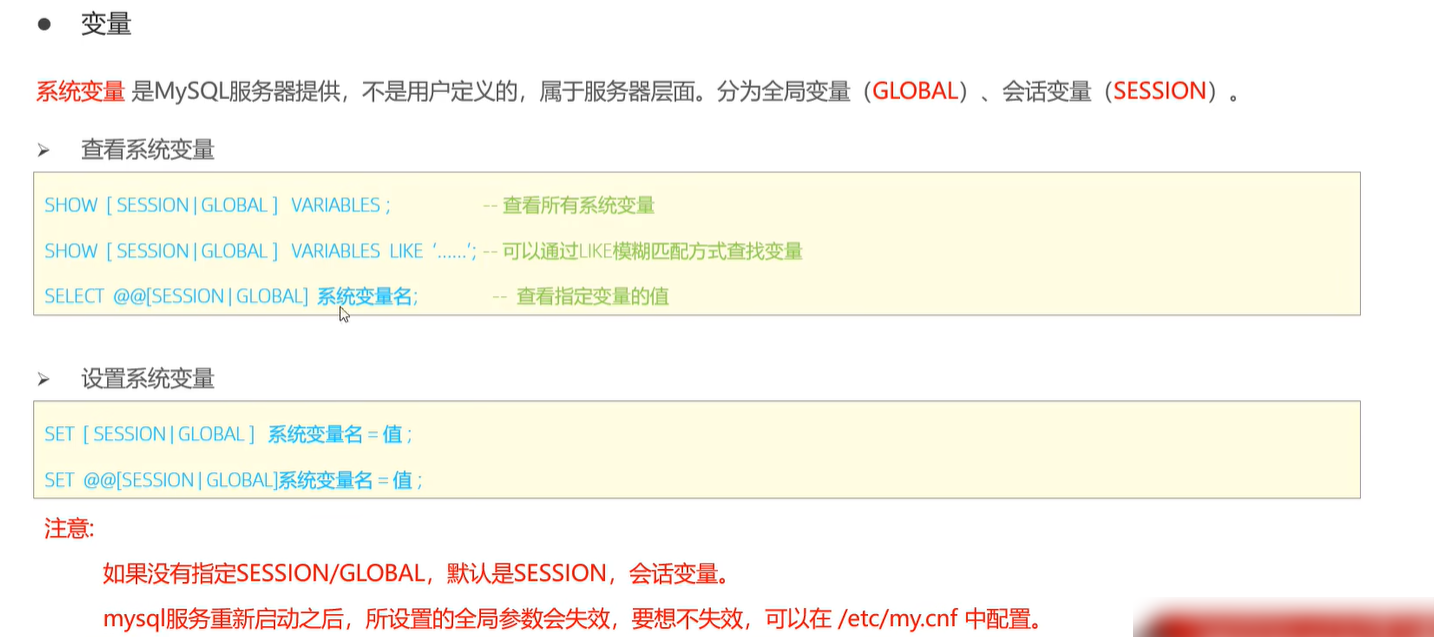 ● 变量
系统变量 是MySQL服务器提供，不是用户定义的，属于服务器层面。分为全局变量（GLOBAL）、会话变量（SESSION）。
➢ 查看系统变量
SHOW [ SESSION | GLOBAL ] VARIABLES ; -- 查看所有系统变量
SHOW [ SESSION | GLOBAL ] VARIABLES LIKE ‘......’; -- 可以通过LIKE模糊匹配方式查找变量
SELECT @@[SESSION | GLOBAL] 系统变量名; -- 查看指定变量的值
➢ 设置系统变量
SET [ SESSION | GLOBAL ] 系统变量名 = 值 ;
SET @@[SESSION | GLOBAL]系统变量名 = 值 ;
注意:
如果没有指定SESSION/GLOBAL，默认是SESSION，会话变量。
mysql服务重新启动之后，所设置的全局参数会失效，要想不失效，可以在 /etc/my.cnf 中配置。